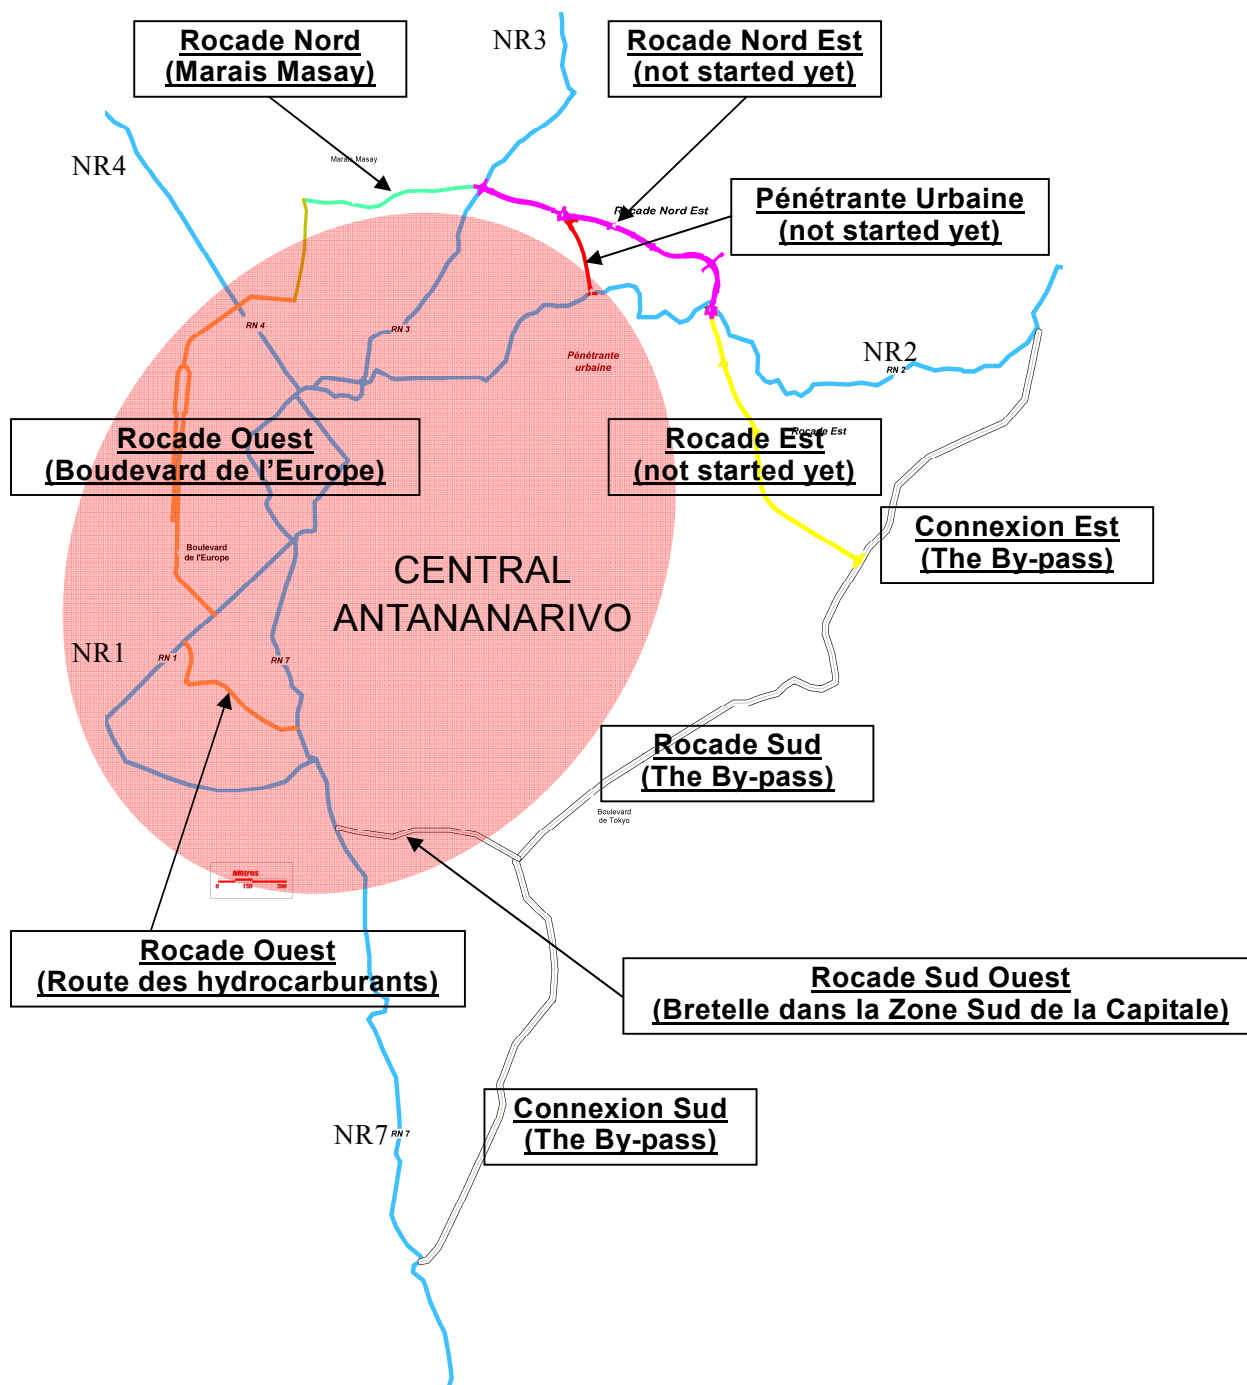 Rocade Nord
(Marais Masay)
NR3
Rocade Nord Est
(not started yet)
NR4
Marais Masay
Pénétrante Urbaine
(not started yet)
Rocade Nord Est
RN 4
RN 3
Pénétrante
urbaine
NR2
RN 2
Rocade Ouest
(Boudevard de l'Europe)
Rocade Est
(not started yet)
Rocade Est
Connexion Est
(The By-pass)
Boulevard
de l'Europe
CENTRAL
ANTANANARIVO
NR1
RN 1
RN 7
Rocade Sud
(The By-pass)
Boulevard
de Tokyo
Mètres
0 150 300
Rocade Ouest
(Route des hydrocarburants)
Rocade Sud Ouest
(Bretelle dans la Zone Sud de la Capitale)
Connexion Sud
(The By-pass)
NR7
RN 7